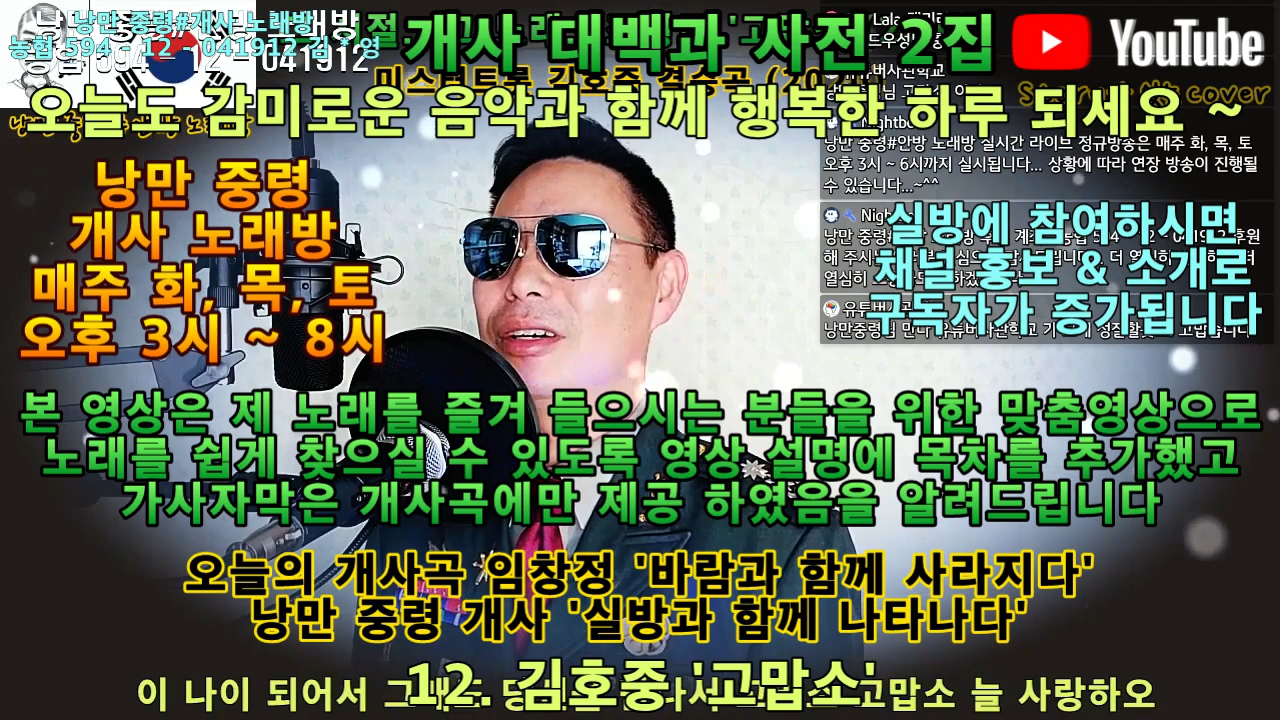 낭만 중령#개사 노래방
농협 594 - 12 - 041912 김 * 영
개사 대백과 사전 2집
YouTube
미스터트롯 김호중 결승곡
오늘도 감미로운 음악과 함께 행복한 하루 되세요 ~
cover
낭만 중령#안방 노래방 실시간 라이브 정규방송은 매주 화, 목, 토
오후 3시 ~ 6시까지 실시됩니다... 상황에 따라 연장 방송이 진행될
수 있습니다...~^^
낭만 중령
개사 노래방
매주 화, 목, 토
오후 3시 ~ 8시
실방에 참여하시면
채널 홍보 & 소개로
구독자가 증가됩니다
본 영상은 제 노래를 즐겨 들으시는 분들을 위한 맞춤영상으로
노래를 쉽게 찾으실 수 있도록 영상 설명에 목차를 추가했고
가사자막은 개사곡에만 제공 하였음을 알려드립니다
오늘의 개사곡 임창정 '바람과 함께 사라지다'
낭만 중령 개사 '실방과 함께 나타나다'
12. 김호중 '고맙소'
이 나이 되어서 고맙소 늘 사랑하오